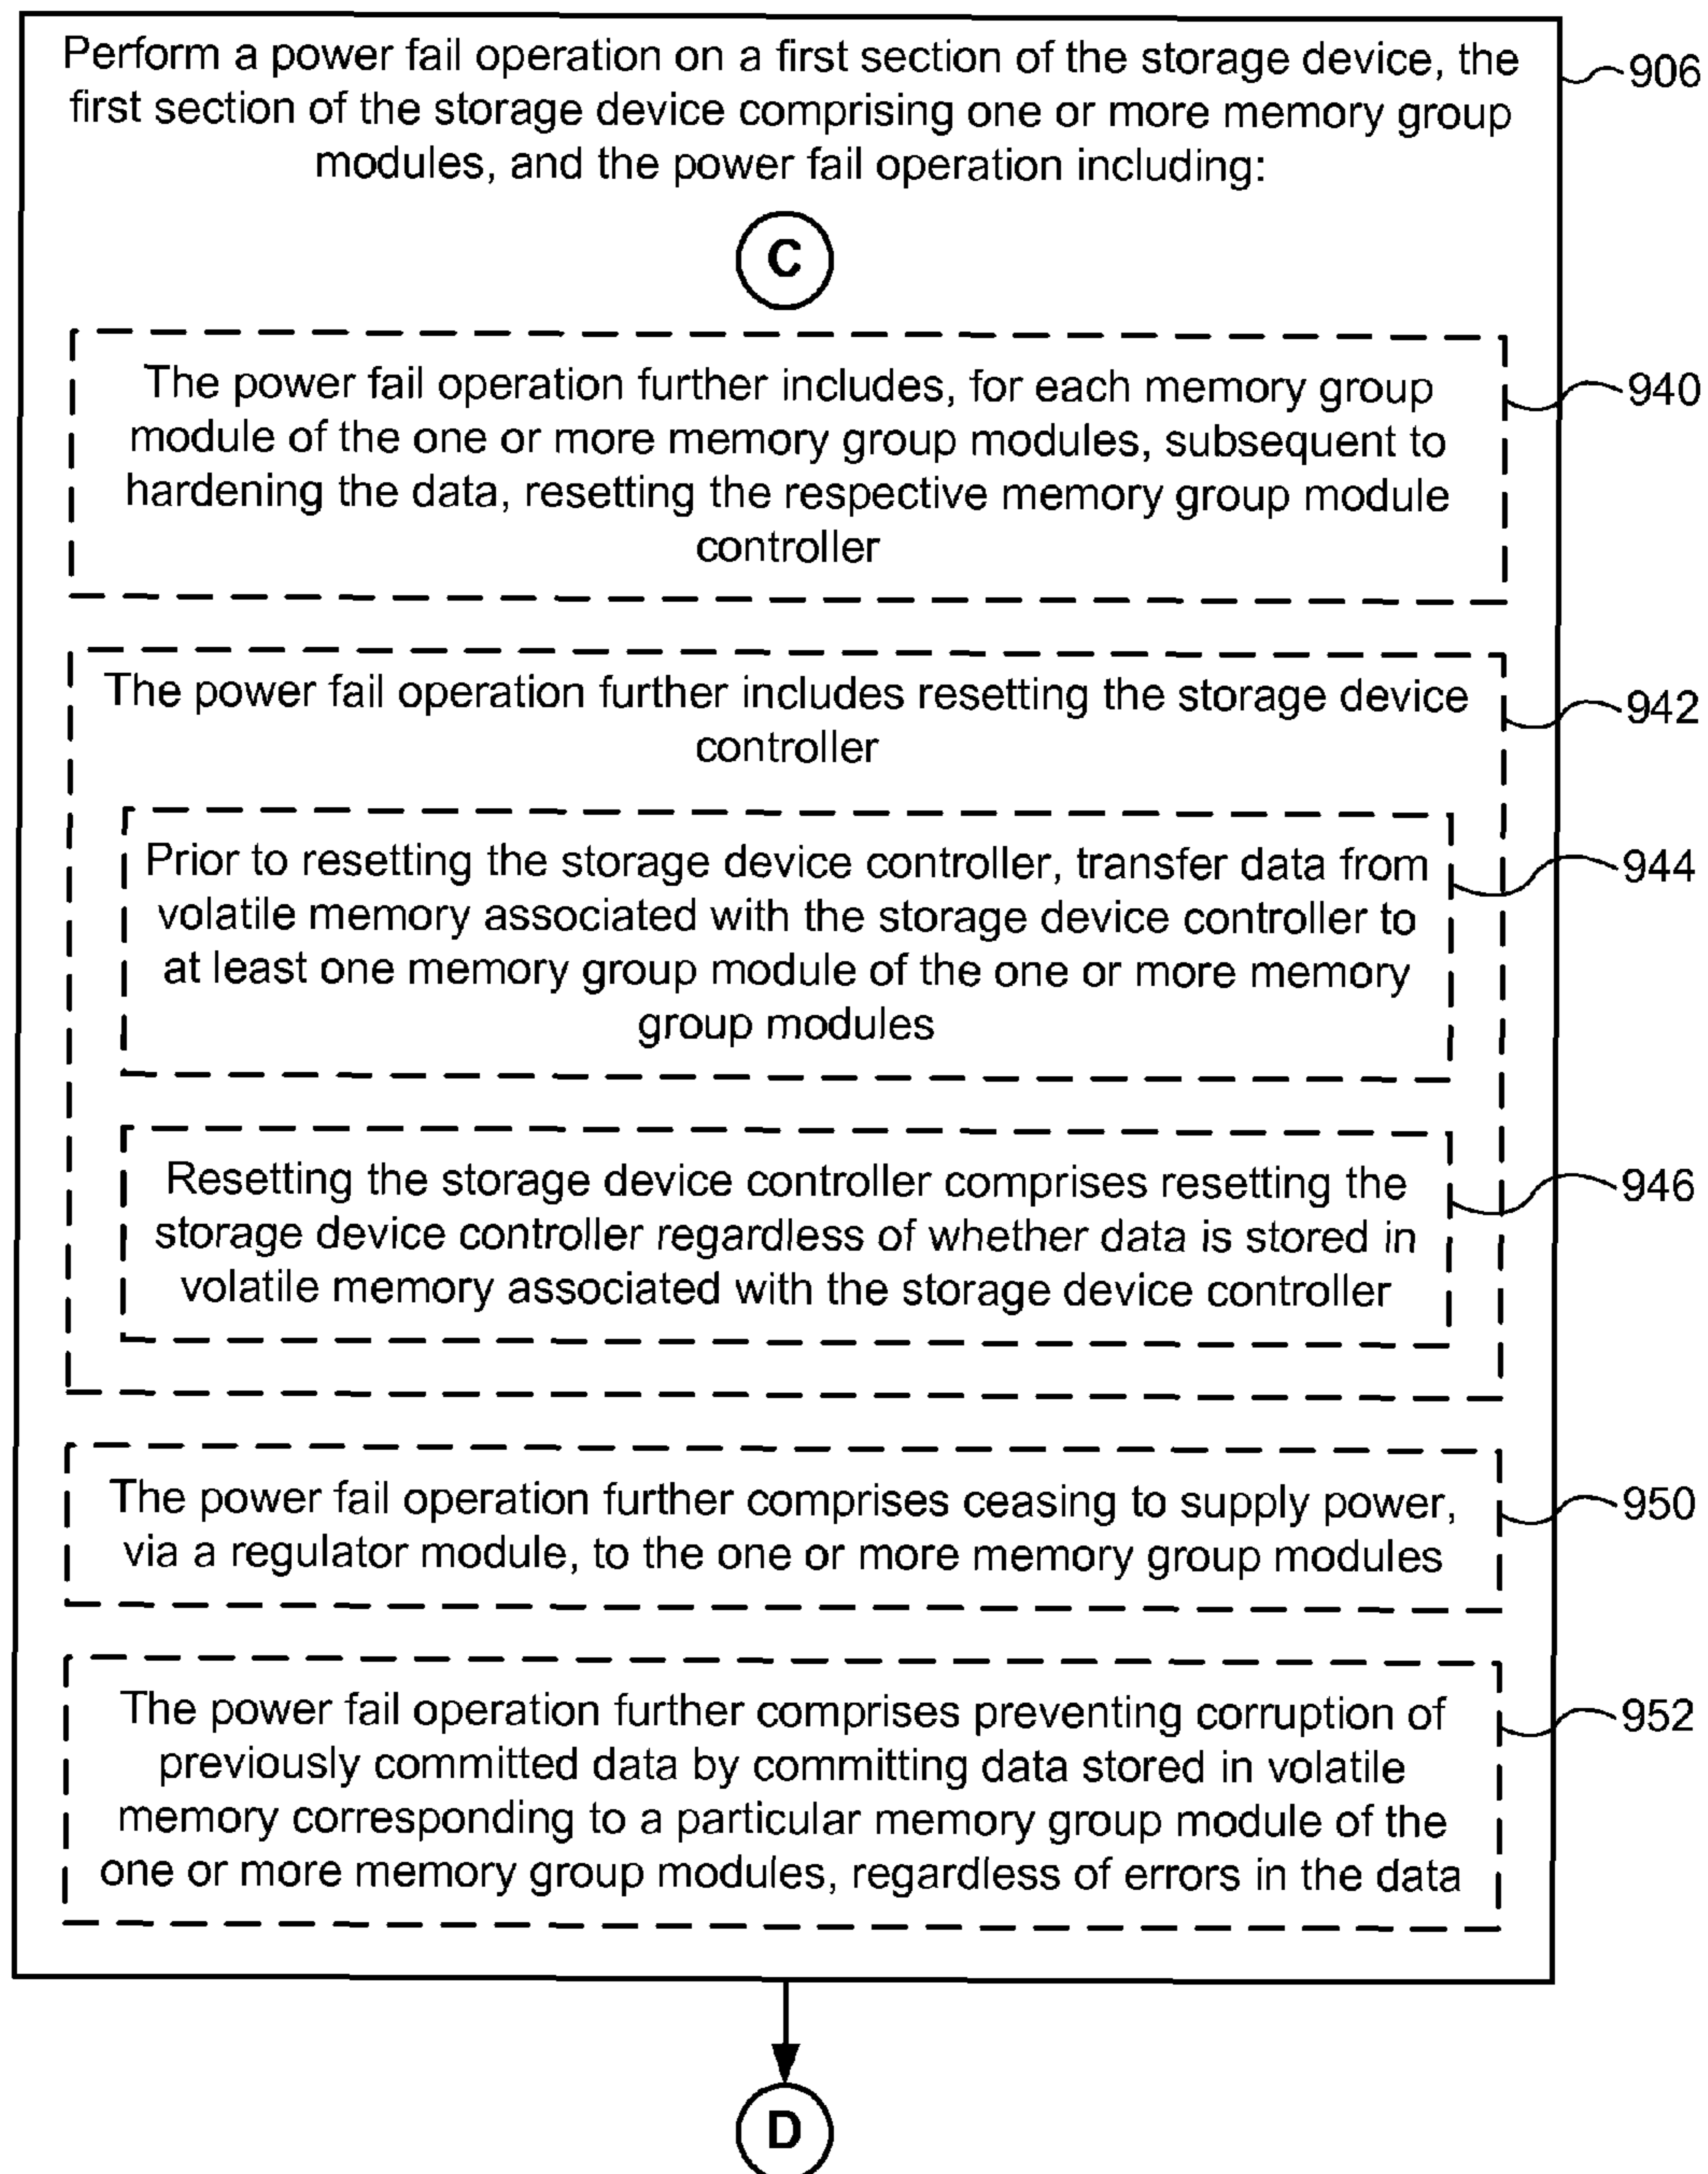 Perform a power fail operation on a first section of the storage device, the
first section of the storage device comprising one or more memory group
modules, and the power fail operation including:
906
C
The power fail operation further includes, for each memory group
module of the one or more memory group modules, subsequent to
hardening the data, resetting the respective memory group module
controller
940
The power fail operation further includes resetting the storage device
controller
942
Prior to resetting the storage device controller, transfer data from
volatile memory associated with the storage device controller to
at least one memory group module of the one or more memory
group modules
944
Resetting the storage device controller comprises resetting the
storage device controller regardless of whether data is stored in
volatile memory associated with the storage device controller
946
The power fail operation further comprises ceasing to supply power,
via a regulator module, to the one or more memory group modules
950
The power fail operation further comprises preventing corruption of
previously committed data by committing data stored in volatile
memory corresponding to a particular memory group module of the
one or more memory group modules, regardless of errors in the data
952
D